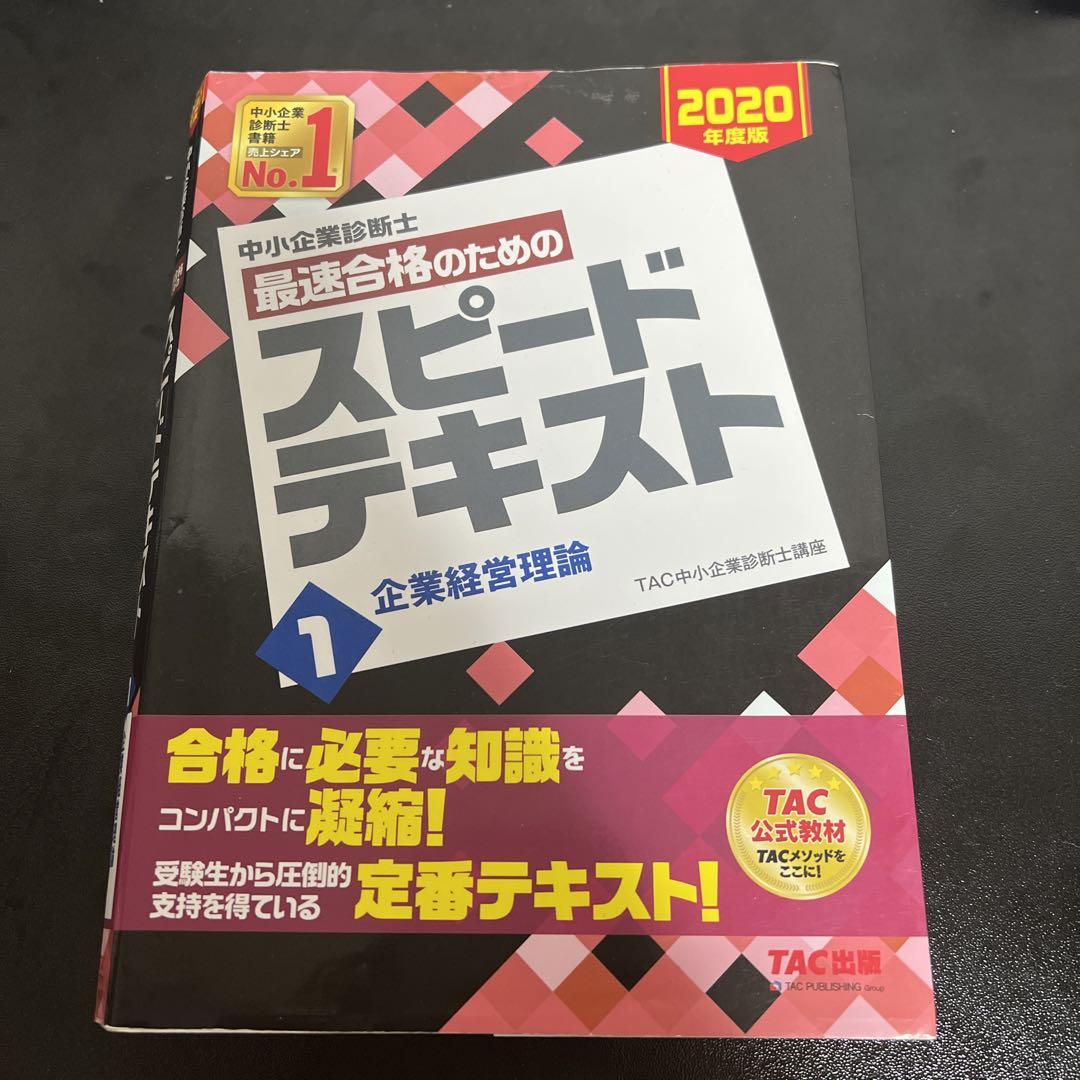 中小企業
診断士
書籍
売上シェア
No.1
2020
年度版
中小企業診断士
最速合格のための
スピード
テキスト
1 企業経営理論
TAC中小企業診断士講座
合格に必要な知識を
コンパクトに凝縮!
受験生から圧倒的
支持を得ている
定番テキスト!
TAC
公式教材
TACメソッドを
ここに!
TAC出版
TAC PUBLISHING Group